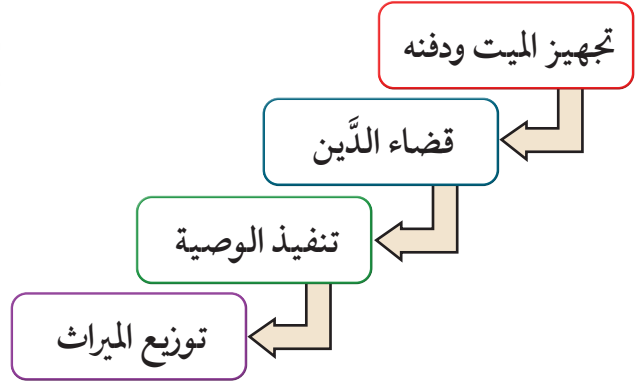 تجهيز الميت ودفنه
قضاء الدَّين
تنفيذ الوصية
توزيع الميراث